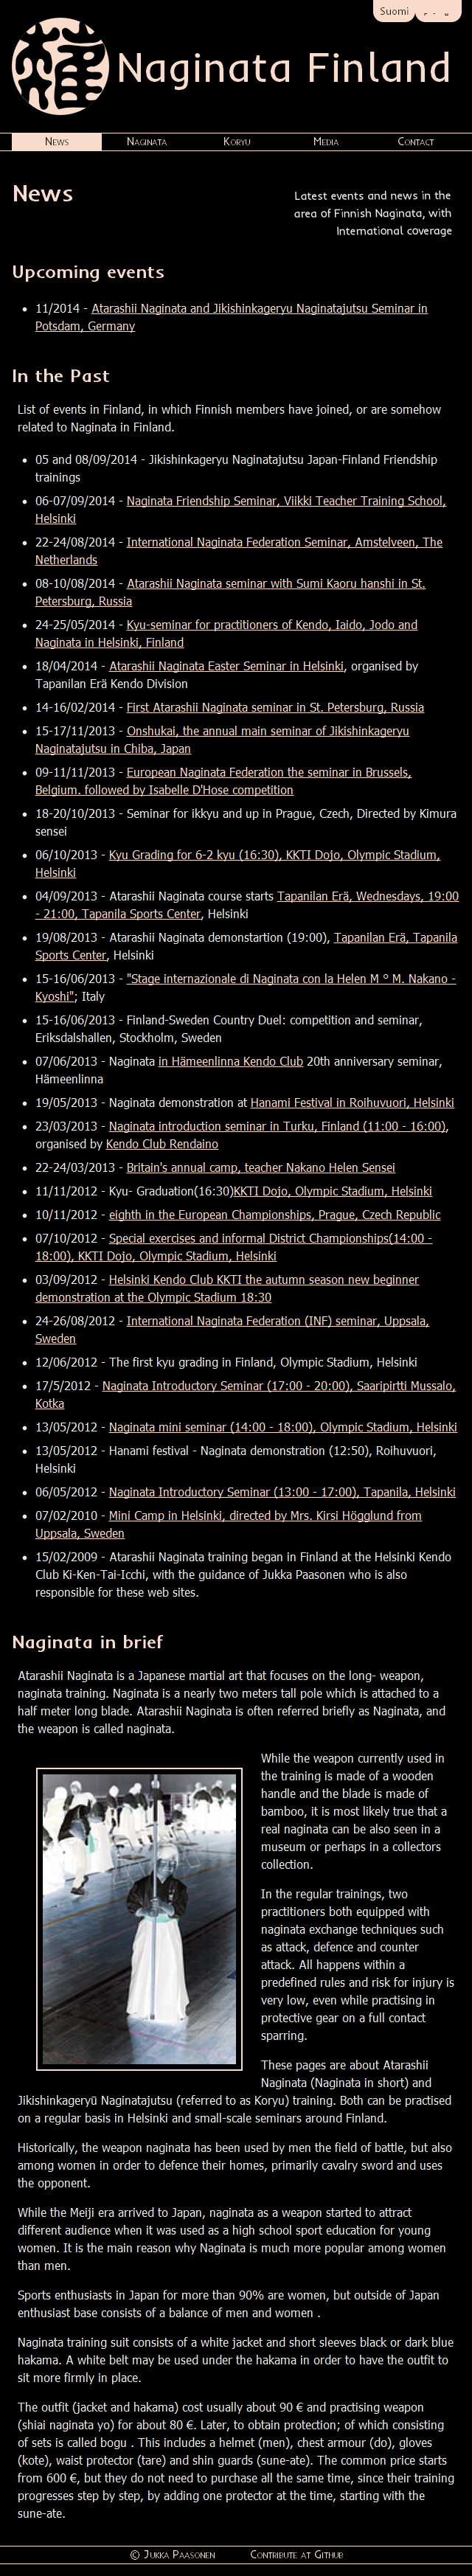 Suomi
Naginata Finland
News Naginata Koryu Media Contact
News
Latest events and news in the
area of Finnish Naginata, with
International coverage
Upcoming events
11/2014 - Atarashii Naginata and Jikishinkageryu Naginatajutsu Seminar in
Potsdam, Germany
In the Past
List of events in Finland, in which Finnish members have joined, or are somehow
related to Naginata in Finland.
05 and 08/09/2014 - Jikishinkageryu Naginatajutsu Japan-Finland Friendship
trainings
06-07/09/2014 - Naginata Friendship Seminar, Viikki Teacher Training School,
Helsinki
22-24/08/2014 - International Naginata Federation Seminar, Amstelveen, The
Netherlands
08-10/08/2014 - Atarashii Naginata seminar with Sumi Kaoru hanshi in St.
Petersburg, Russia
24-25/05/2014 - Kyu-seminar for practitioners of Kendo, Iaido, Jodo and
Naginata in Helsinki, Finland
18/04/2014 - Atarashii Naginata Easter Seminar in Helsinki, organised by
Tapanilan Erä Kendo Division
14-16/02/2014 - First Atarashii Naginata seminar in St. Petersburg, Russia
15-17/11/2013 - Onshukai, the annual main seminar of Jikishinkageryu
Naginatajutsu in Chiba, Japan
09-11/11/2013 - European Naginata Federation the seminar in Brussels,
Belgium. followed by Isabelle D'Hose competition
18-20/10/2013 - Seminar for ikkyu and up in Prague, Czech, Directed by Kimura
sensei
06/10/2013 - Kyu Grading for 6-2 kyu (16:30), KKTI Dojo, Olympic Stadium,
Helsinki
04/09/2013 - Atarashii Naginata course starts Tapanilan Erä, Wednesdays, 19:00
- 21:00, Tapanila Sports Center, Helsinki
19/08/2013 - Atarashii Naginata demonstartion (19:00), Tapanilan Erä, Tapanila
Sports Center, Helsinki
15-16/06/2013 - "Stage internazionale di Naginata con la Helen M º M. Nakano -
Kyoshi"; Italy
15-16/06/2013 - Finland-Sweden Country Duel: competition and seminar,
Eriksdalshallen, Stockholm, Sweden
07/06/2013 - Naginata in Hämeenlinna Kendo Club 20th anniversary seminar,
Hämeenlinna
19/05/2013 - Naginata demonstration at Hanami Festival in Roihuvuori, Helsinki
23/03/2013 - Naginata introduction seminar in Turku, Finland (11:00 - 16:00),
organised by Kendo Club Rendaino
22-24/03/2013 - Britain's annual camp, teacher Nakano Helen Sensei
11/11/2012 - Kyu- Graduation(16:30)KKTI Dojo, Olympic Stadium, Helsinki
10/11/2012 - eighth in the European Championships, Prague, Czech Republic
07/10/2012 - Special exercises and informal District Championships(14:00 -
18:00), KKTI Dojo, Olympic Stadium, Helsinki
03/09/2012 - Helsinki Kendo Club KKTI the autumn season new beginner
demonstration at the Olympic Stadium 18:30
24-26/08/2012 - International Naginata Federation (INF) seminar, Uppsala,
Sweden
12/06/2012 - The first kyu grading in Finland, Olympic Stadium, Helsinki
17/5/2012 - Naginata Introductory Seminar (17:00 - 20:00), Saaripirtti Mussalo,
Kotka
13/05/2012 - Naginata mini seminar (14:00 - 18:00), Olympic Stadium, Helsinki
13/05/2012 - Hanami festival - Naginata demonstration (12:50), Roihuvuori,
Helsinki
06/05/2012 - Naginata Introductory Seminar (13:00 - 17:00), Tapanila, Helsinki
07/02/2010 - Mini Camp in Helsinki, directed by Mrs. Kirsi Högglund from
Uppsala, Sweden
15/02/2009 - Atarashii Naginata training began in Finland at the Helsinki Kendo
Club Ki-Ken-Tai-Icchi, with the guidance of Jukka Paasonen who is also
responsible for these web sites.
Naginata in brief
Atarashii Naginata is a Japanese martial art that focuses on the long- weapon,
naginata training. Naginata is a nearly two meters tall pole which is attached to a
half meter long blade. Atarashii Naginata is often referred briefly as Naginata, and
the weapon is called naginata.
While the weapon currently used in
the training is made of a wooden
handle and the blade is made of
bamboo, it is most likely true that a
real naginata can be also seen in a
museum or perhaps in a collectors
collection.
In the regular trainings, two
practitioners both equipped with
naginata exchange techniques such
as attack, defence and counter
attack. All happens within a
predefined rules and risk for injury is
very low, even while practising in
protective gear on a full contact
sparring.
These pages are about Atarashii
Naginata (Naginata in short) and
Jikishinkageryū Naginatajutsu (referred to as Koryu) training. Both can be practised
on a regular basis in Helsinki and small-scale seminars around Finland.
Historically, the weapon naginata has been used by men the field of battle, but also
among women in order to defence their homes, primarily cavalry sword and uses
the opponent.
While the Meiji era arrived to Japan, naginata as a weapon started to attract
different audience when it was used as a high school sport education for young
women. It is the main reason why Naginata is much more popular among women
than men.
Sports enthusiasts in Japan for more than 90% are women, but outside of Japan
enthusiast base consists of a balance of men and women .
Naginata training suit consists of a white jacket and short sleeves black or dark blue
hakama. A white belt may be used under the hakama in order to have the outfit to
sit more firmly in place.
The outfit (jacket and hakama) cost usually about 90 € and practising weapon
(shiai naginata yo) for about 80 €. Later, to obtain protection; of which consisting
of sets is called bogu . This includes a helmet (men), chest armour (do), gloves
(kote), waist protector (tare) and shin guards (sune-ate). The common price starts
from 600 €, but they do not need to purchase all the same time, since their training
progresses step by step, by adding one protector at the time, starting with the
sune-ate.
© Jukka Paasonen Contribute at Github